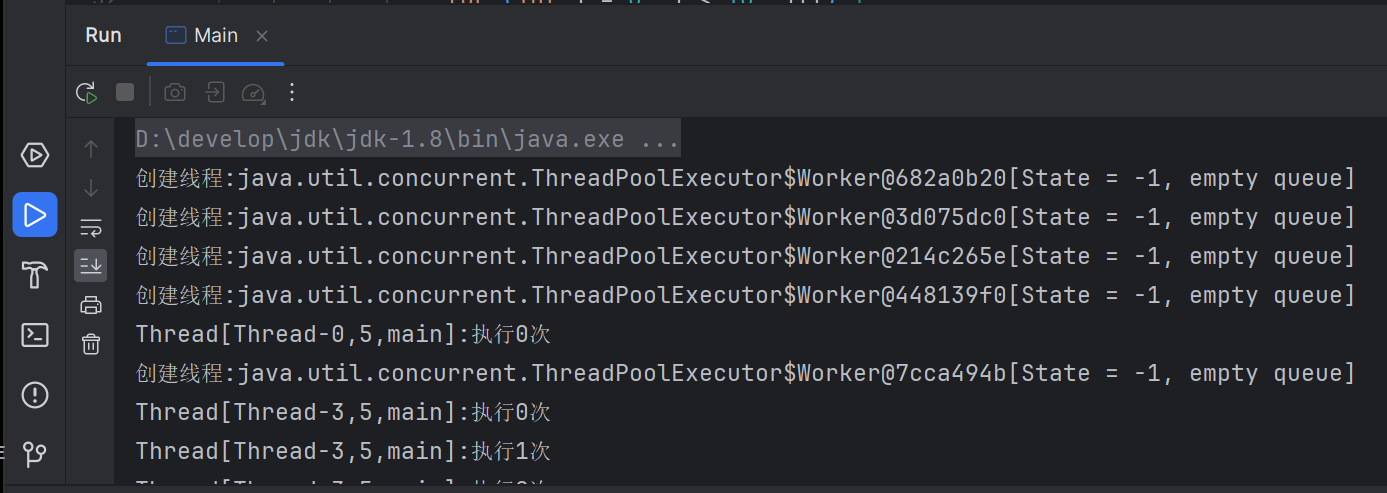 Run
Main
D:\develop\jdk\jdk-1.8\bin\java.exe ...
创建线程:java.util.concurrent.ThreadPoolExecutor$Worker@682a0b20[State = -1, empty queue]
创建线程:java.util.concurrent.ThreadPoolExecutor$Worker@3d075dc0[State = -1, empty queue]
创建线程:java.util.concurrent.ThreadPoolExecutor$Worker@214c265e[State = -1, empty queue]
创建线程:java.util.concurrent.ThreadPoolExecutor$Worker@448139f0[State = -1, empty queue]
Thread[Thread-0,5,main]:执行0次
创建线程:java.util.concurrent.ThreadPoolExecutor$Worker@7cca494b[State = -1, empty queue]
Thread[Thread-3,5,main]:执行0次
Thread[Thread-3,5,main]:执行1次